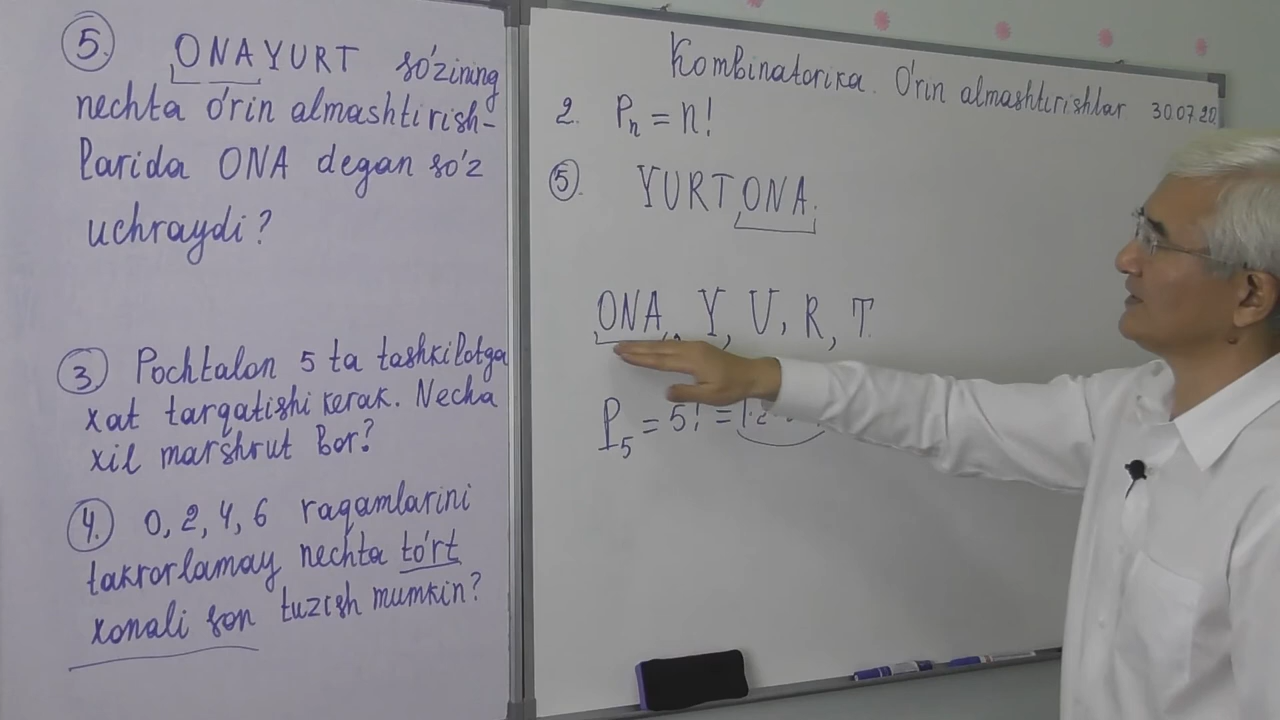 5. ONAYURT so'zining
nechta o'rin almashtirish-
larida ONA degan so'z
uchraydi?
3 Pochtalon 5 ta tashkilotga
xat tarqatishi kerak. Necha
xil marshrut bor?
4. 0, 2, 4, 6 raqamlarini
takrorlamay nechta to'rt
xonali son tuzish mumkin?
Kombinatorika. O'rin almashtirishlar 30.07.20
2. Pn = n!
5. YURTONA.
ONA, Y, U, R, T.
P5 = 5! = 1·2